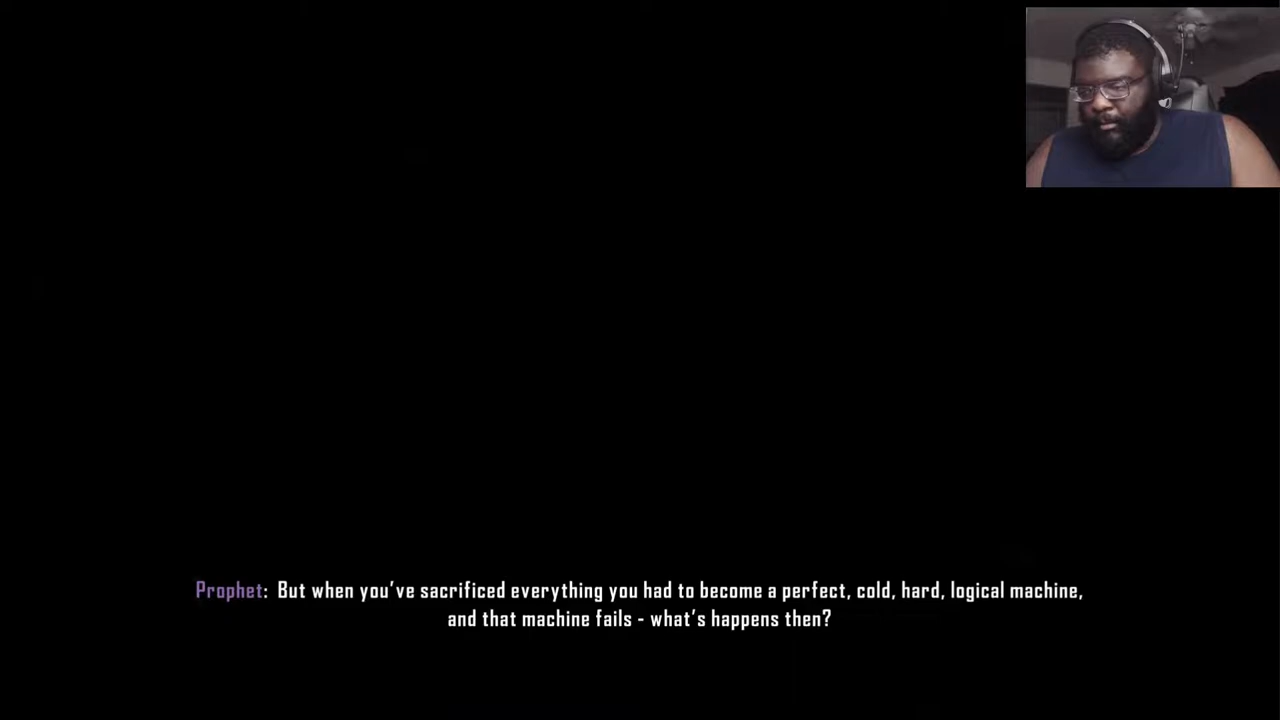 Prophet: But when you've sacrificed everything you had to become a perfect, cold, hard, logical machine,
and that machine fails - what's happens then?